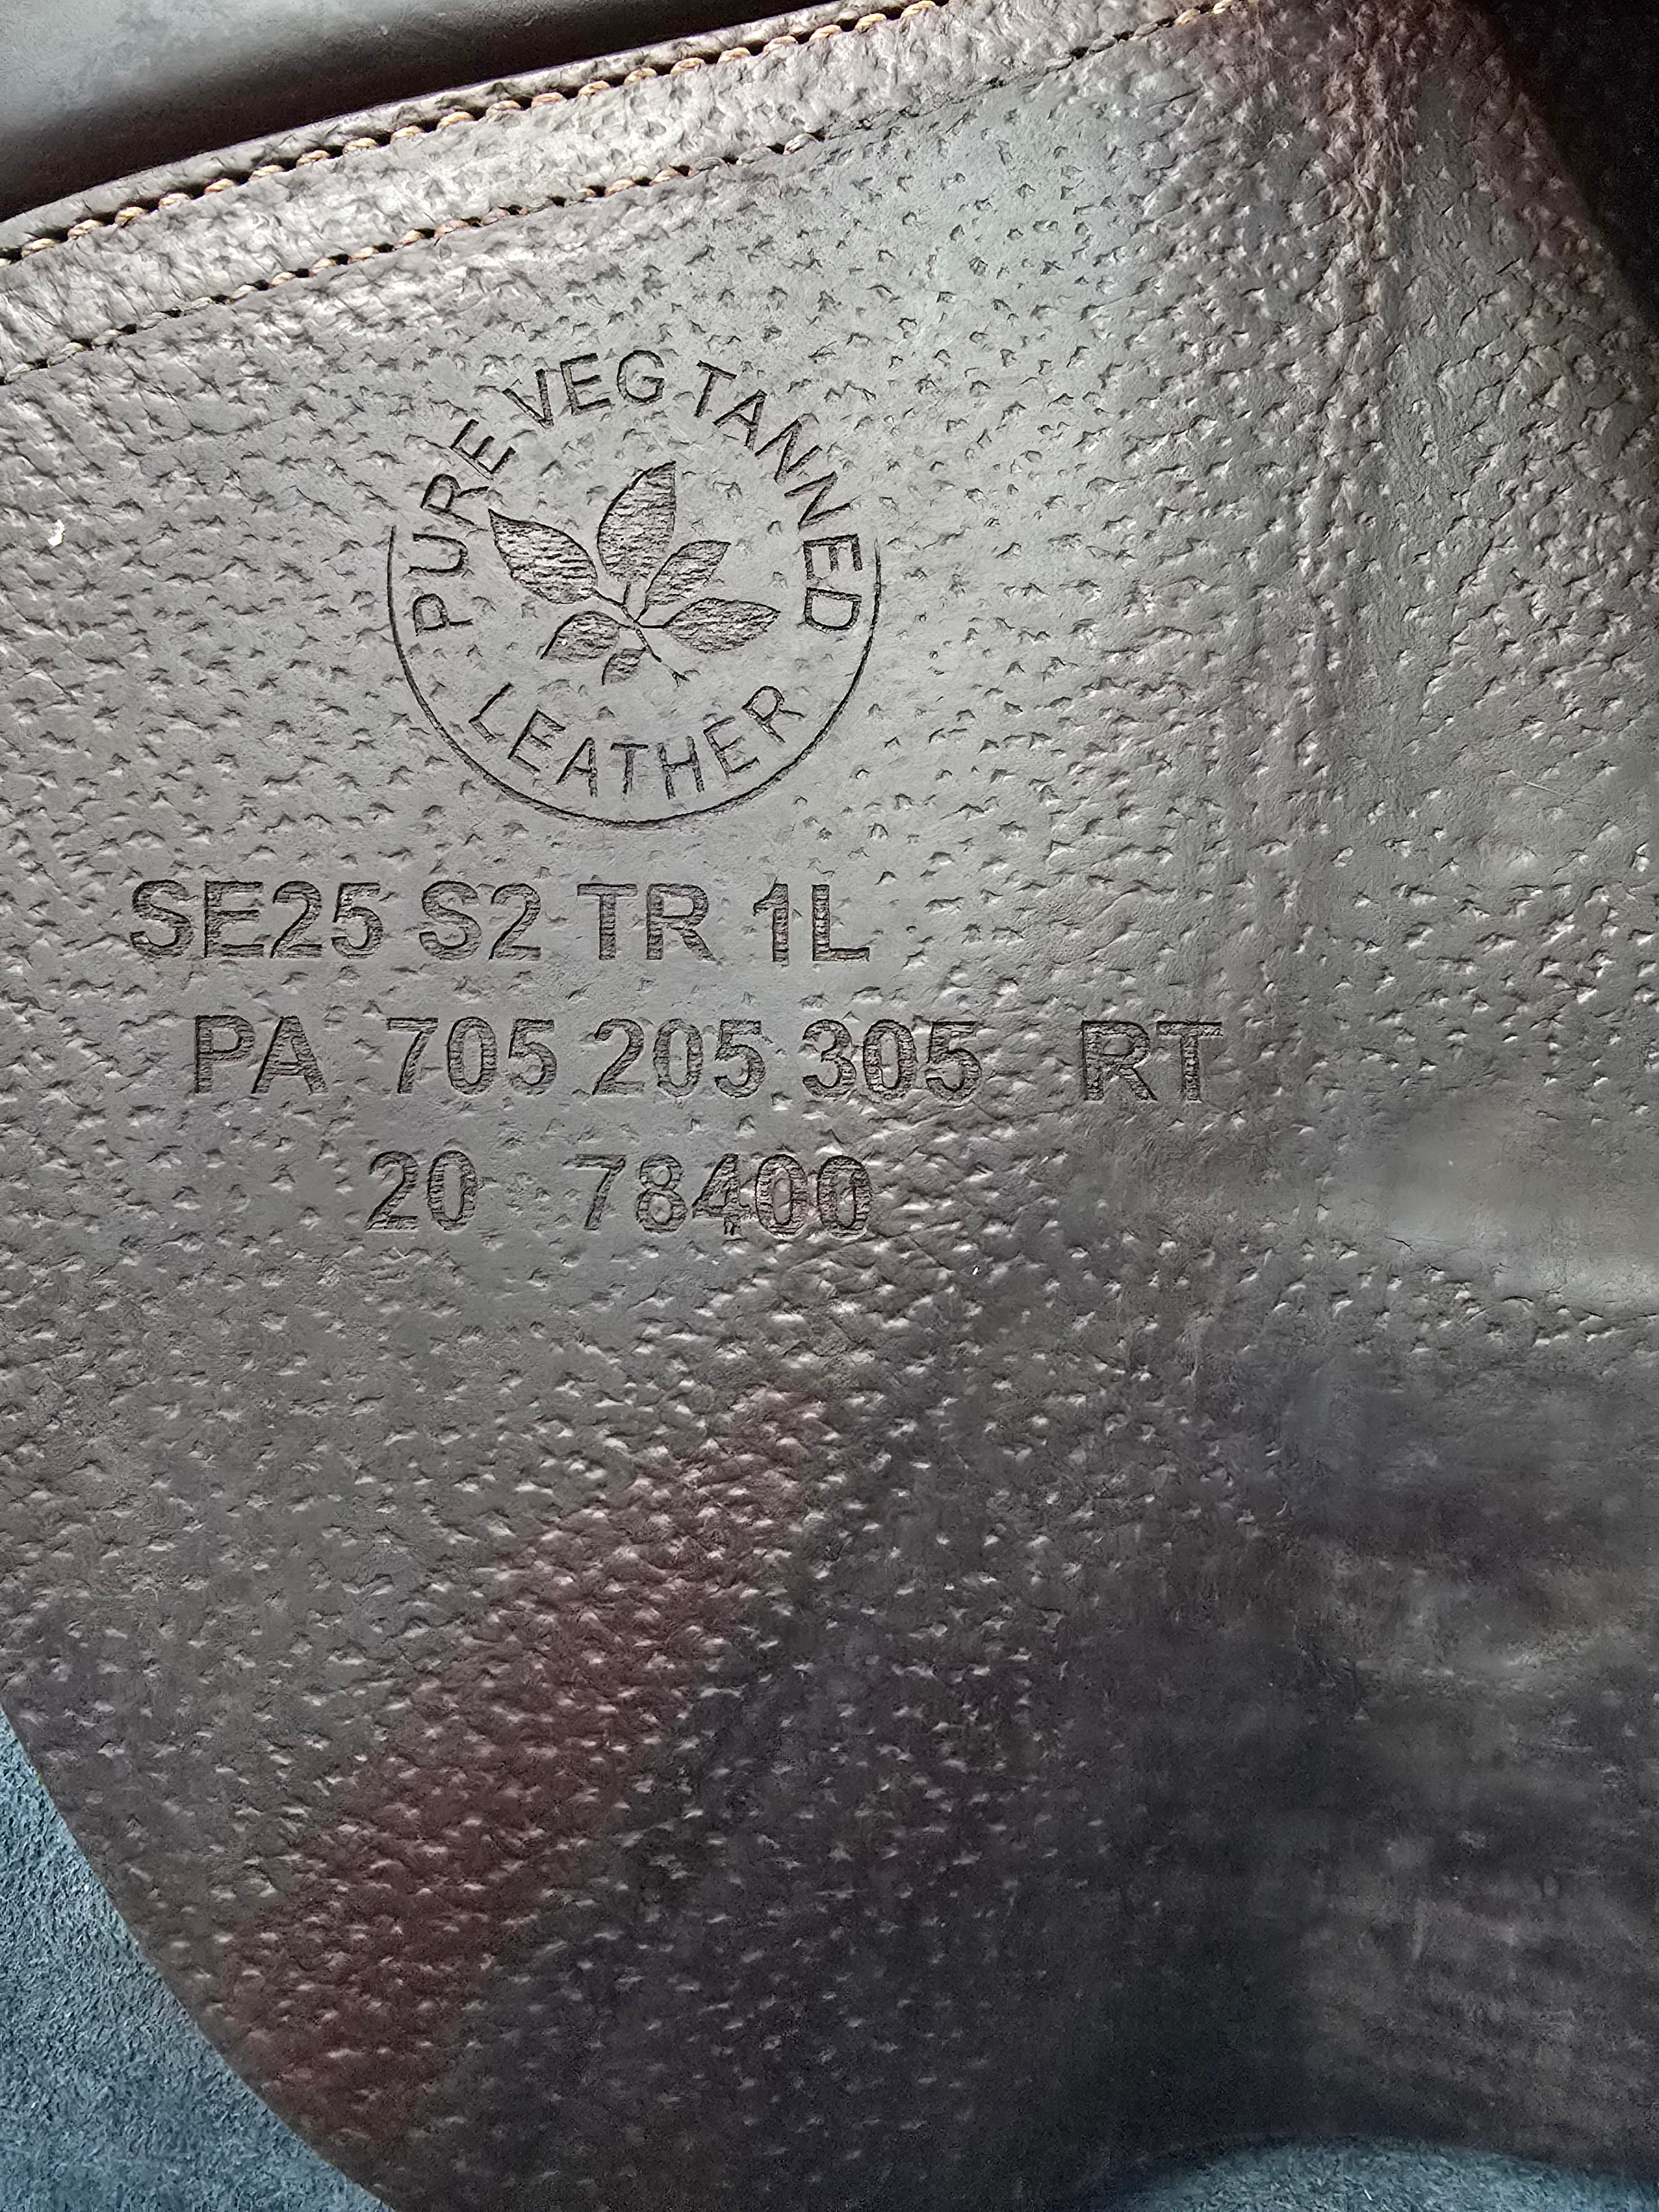 PURE VEG TANNED
LEATHER
SE25 S2 TR 1L
PA 705 205 305 RT
20 78400